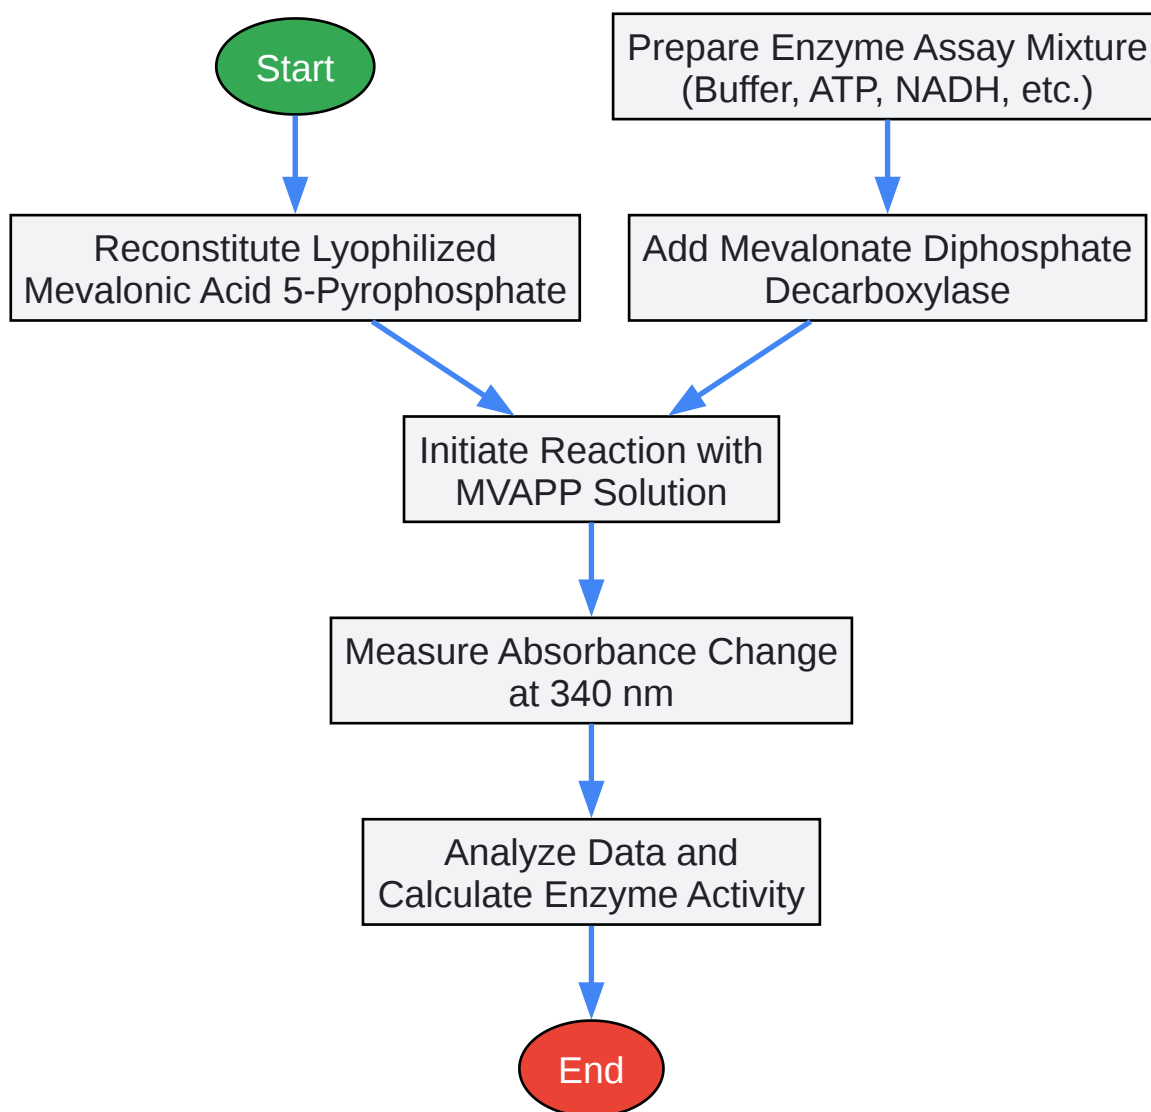 Start
Prepare Enzyme Assay Mixture
(Buffer, ATP, NADH, etc.)
Reconstitute Lyophilized
Mevalonic Acid 5-Pyrophosphate
Add Mevalonate Diphosphate
Decarboxylase
Initiate Reaction with
MVAPP Solution
Measure Absorbance Change
at 340 nm
Analyze Data and
Calculate Enzyme Activity
End